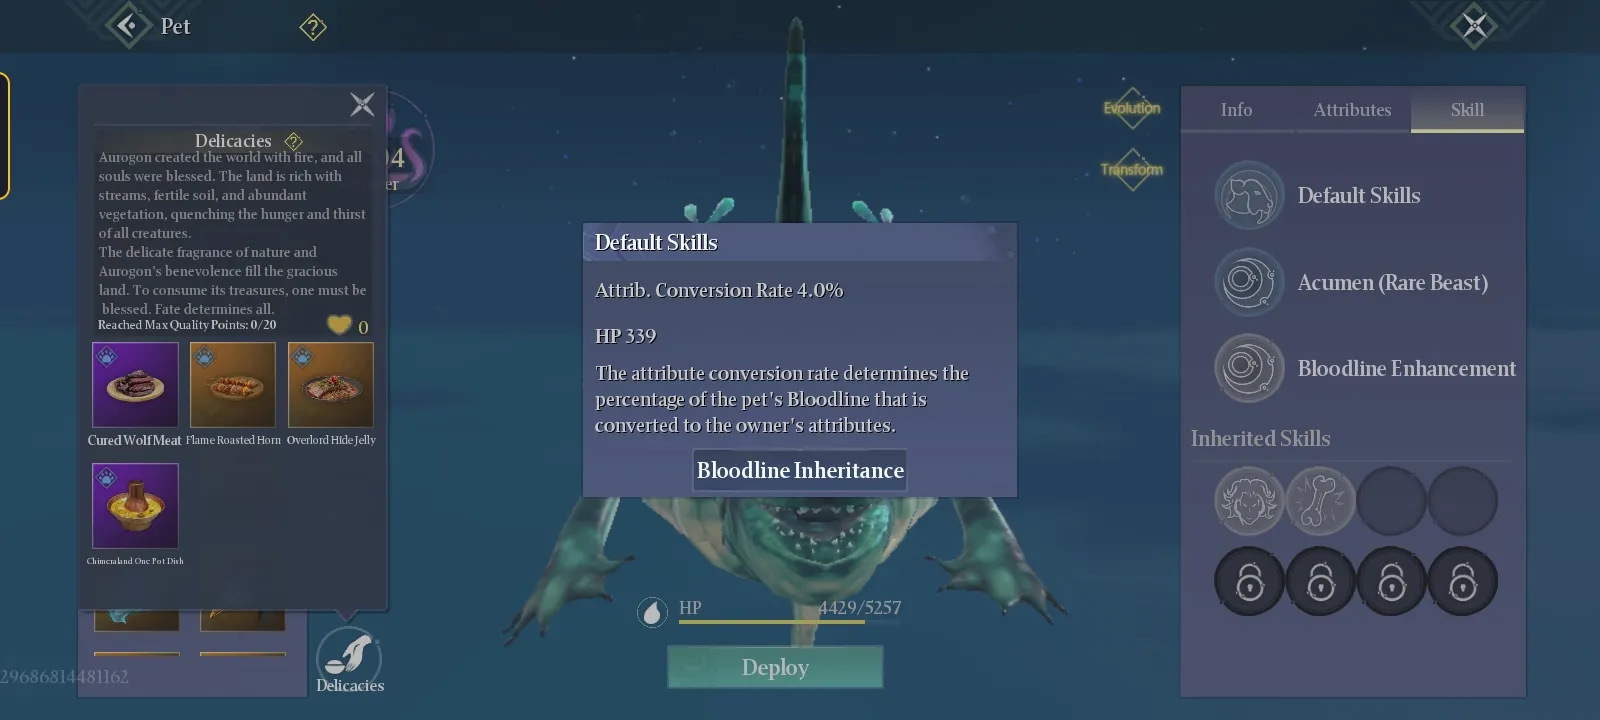 Pet
?
Delicacies ?
Aurogon created the world with fire, and all
souls were blessed. The land is rich with
streams, fertile soil, and abundant
vegetation, quenching the hunger and thirst
of all creatures.
The delicate fragrance of nature and
Aurogon's benevolence fill the gracious
land. To consume its treasures, one must be
blessed. Fate determines all.
Reached Max Quality Points: 0/20
0
Cured Wolf Meat
Flame Roasted Horn
Overlord Hide Jelly
Chimeraland One Pot Dish
29686814481162
Delicacies
04
er
Evolution
Transform
Default Skills
Attrib. Conversion Rate 4.0%
HP 339
The attribute conversion rate determines the
percentage of the pet's Bloodline that is
converted to the owner's attributes.
Bloodline Inheritance
HP 4429/5257
Deploy
Info Attributes Skill
Default Skills
Acumen (Rare Beast)
Bloodline Enhancement
Inherited Skills